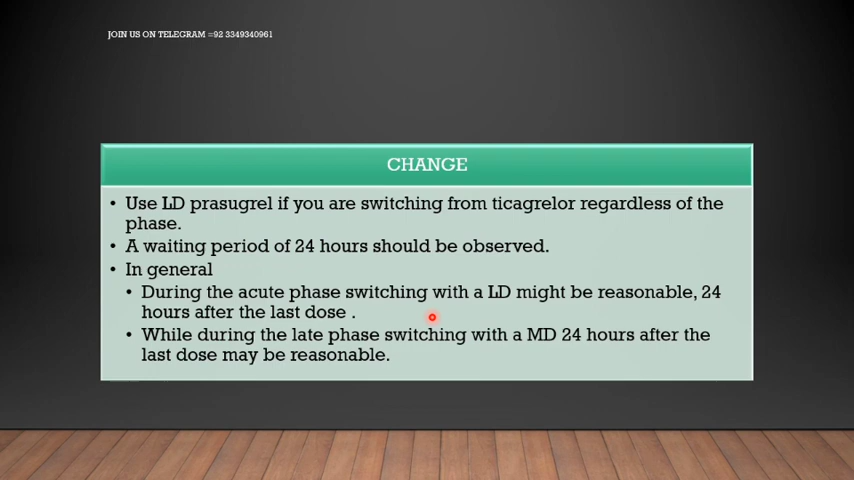 JOIN US ON TELEGRAM =92 3349340961
CHANGE
• Use LD prasugrel if you are switching from ticagrelor regardless of the
phase.
• A waiting period of 24 hours should be observed.
• In general
• During the acute phase switching with a LD might be reasonable, 24
hours after the last dose .
• While during the late phase switching with a MD 24 hours after the
last dose may be reasonable.